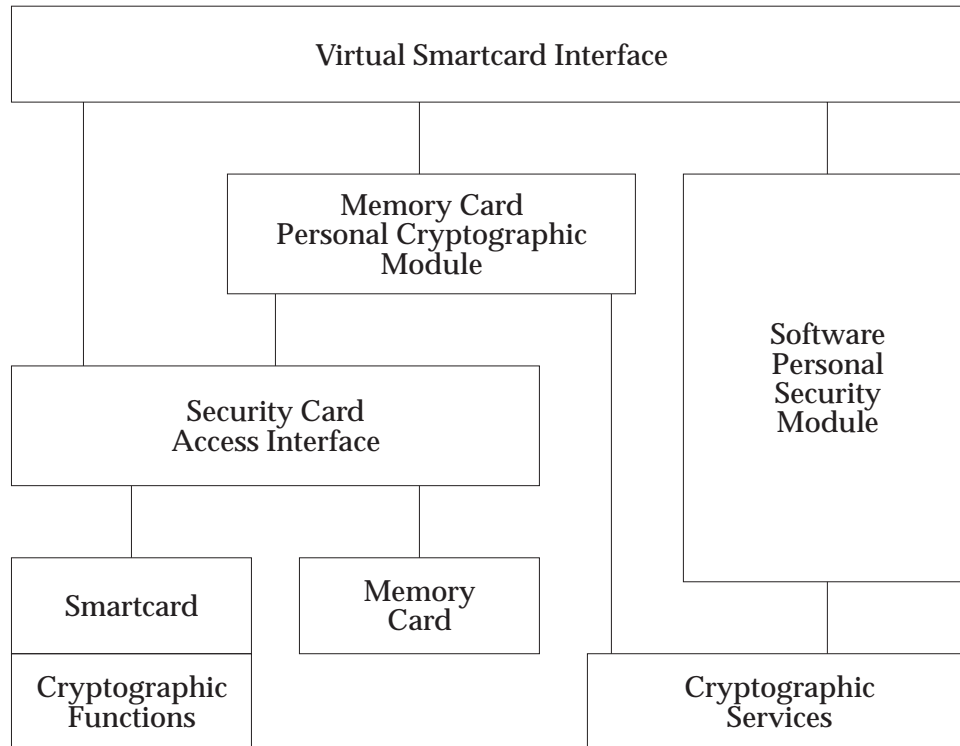 Virtual Smartcard Interface
Memory Card
Personal Cryptographic
Module
Software
Personal
Security
Module
Security Card
Access Interface
Smartcard
Memory
Card
Cryptographic
Functions
Cryptographic
Services